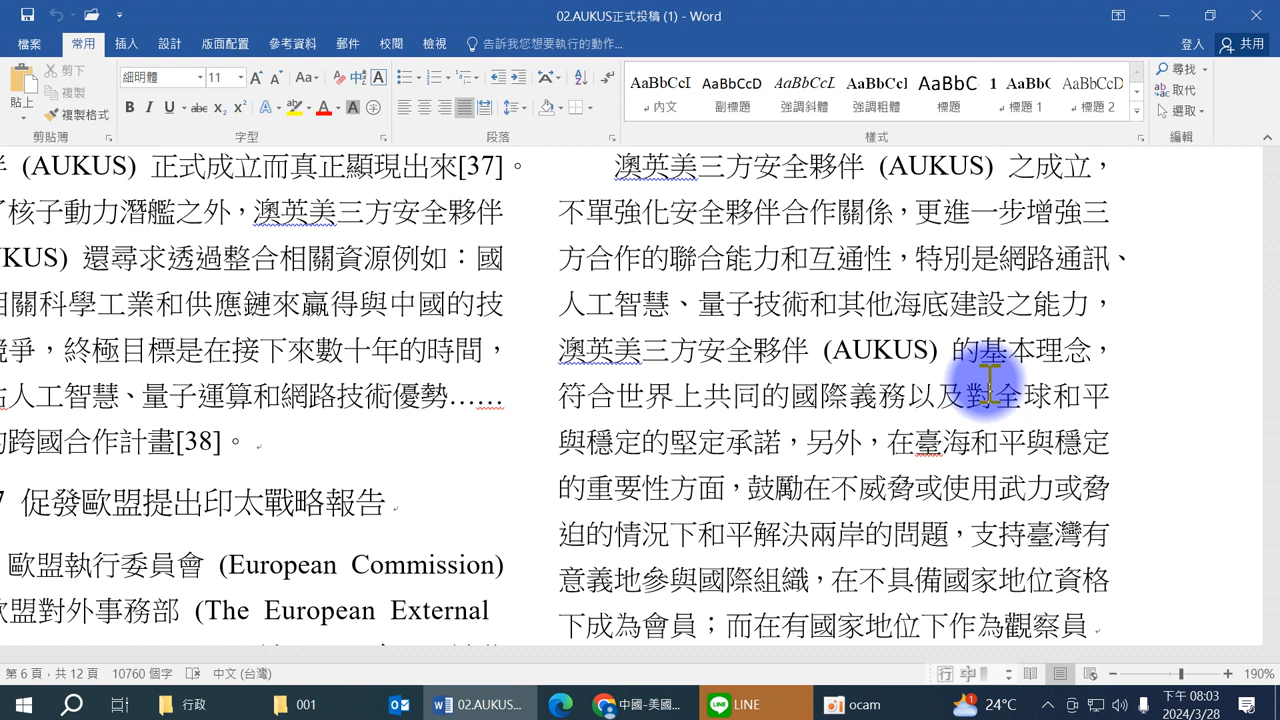 02.AUKUS正式投稿 (1) - Word
檔案 常用 插入 設計 版面配置 參考資料 郵件 校閱 檢視 告訴我您想要執行的動作... 登入 共用
貼上 剪下 複製 複製格式 剪貼簿
細明體 11 字型
段落
AaBbCcI 內文 AaBbCcD 副標題 AaBbCcL 強調斜體 AaBbCcl 強調粗體 AaBbC 標題 1 AaBb( 標題 1 AaBbCcD 標題 2 樣式
尋找 取代 選取 編輯
(AUKUS) 正式成立而真正顯現出來[37]。
核子動力潛艦之外，澳英美三方安全夥伴
KUS) 還尋求透過整合相關資源例如：國
相關科學工業和供應鏈來贏得與中國的技
競爭，終極目標是在接下來數十年的時間，
人工智慧、量子運算和網路技術優勢……
的跨國合作計畫[38]。
7 促發歐盟提出印太戰略報告
歐盟執行委員會 (European Commission)
歐盟對外事務部 (The European External
澳英美三方安全夥伴 (AUKUS) 之成立，
不單強化安全夥伴合作關係，更進一步增強三
方合作的聯合能力和互通性，特別是網路通訊、
人工智慧、量子技術和其他海底建設之能力，
澳英美三方安全夥伴 (AUKUS) 的基本理念，
符合世界上共同的國際義務以及對全球和平
與穩定的堅定承諾，另外，在臺海和平與穩定
的重要性方面，鼓勵在不威脅或使用武力或脅
迫的情況下和平解決兩岸的問題，支持臺灣有
意義地參與國際組織，在不具備國家地位資格
下成為會員；而在有國家地位下作為觀察員
第 6 頁，共 12 頁 10760 個字 中文 (台灣) 190%
行政 001 02.AUKUS... 中國-美國... LINE ocam 1 24°C 下午 08:03
2024/3/28